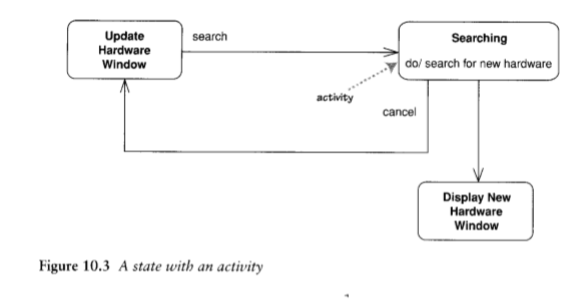 Update
Hardware
Window
search
Searching
do/ search for new hardware
activity
cancel
Display New
Hardware
Window
Figure 10.3 A state with an activity